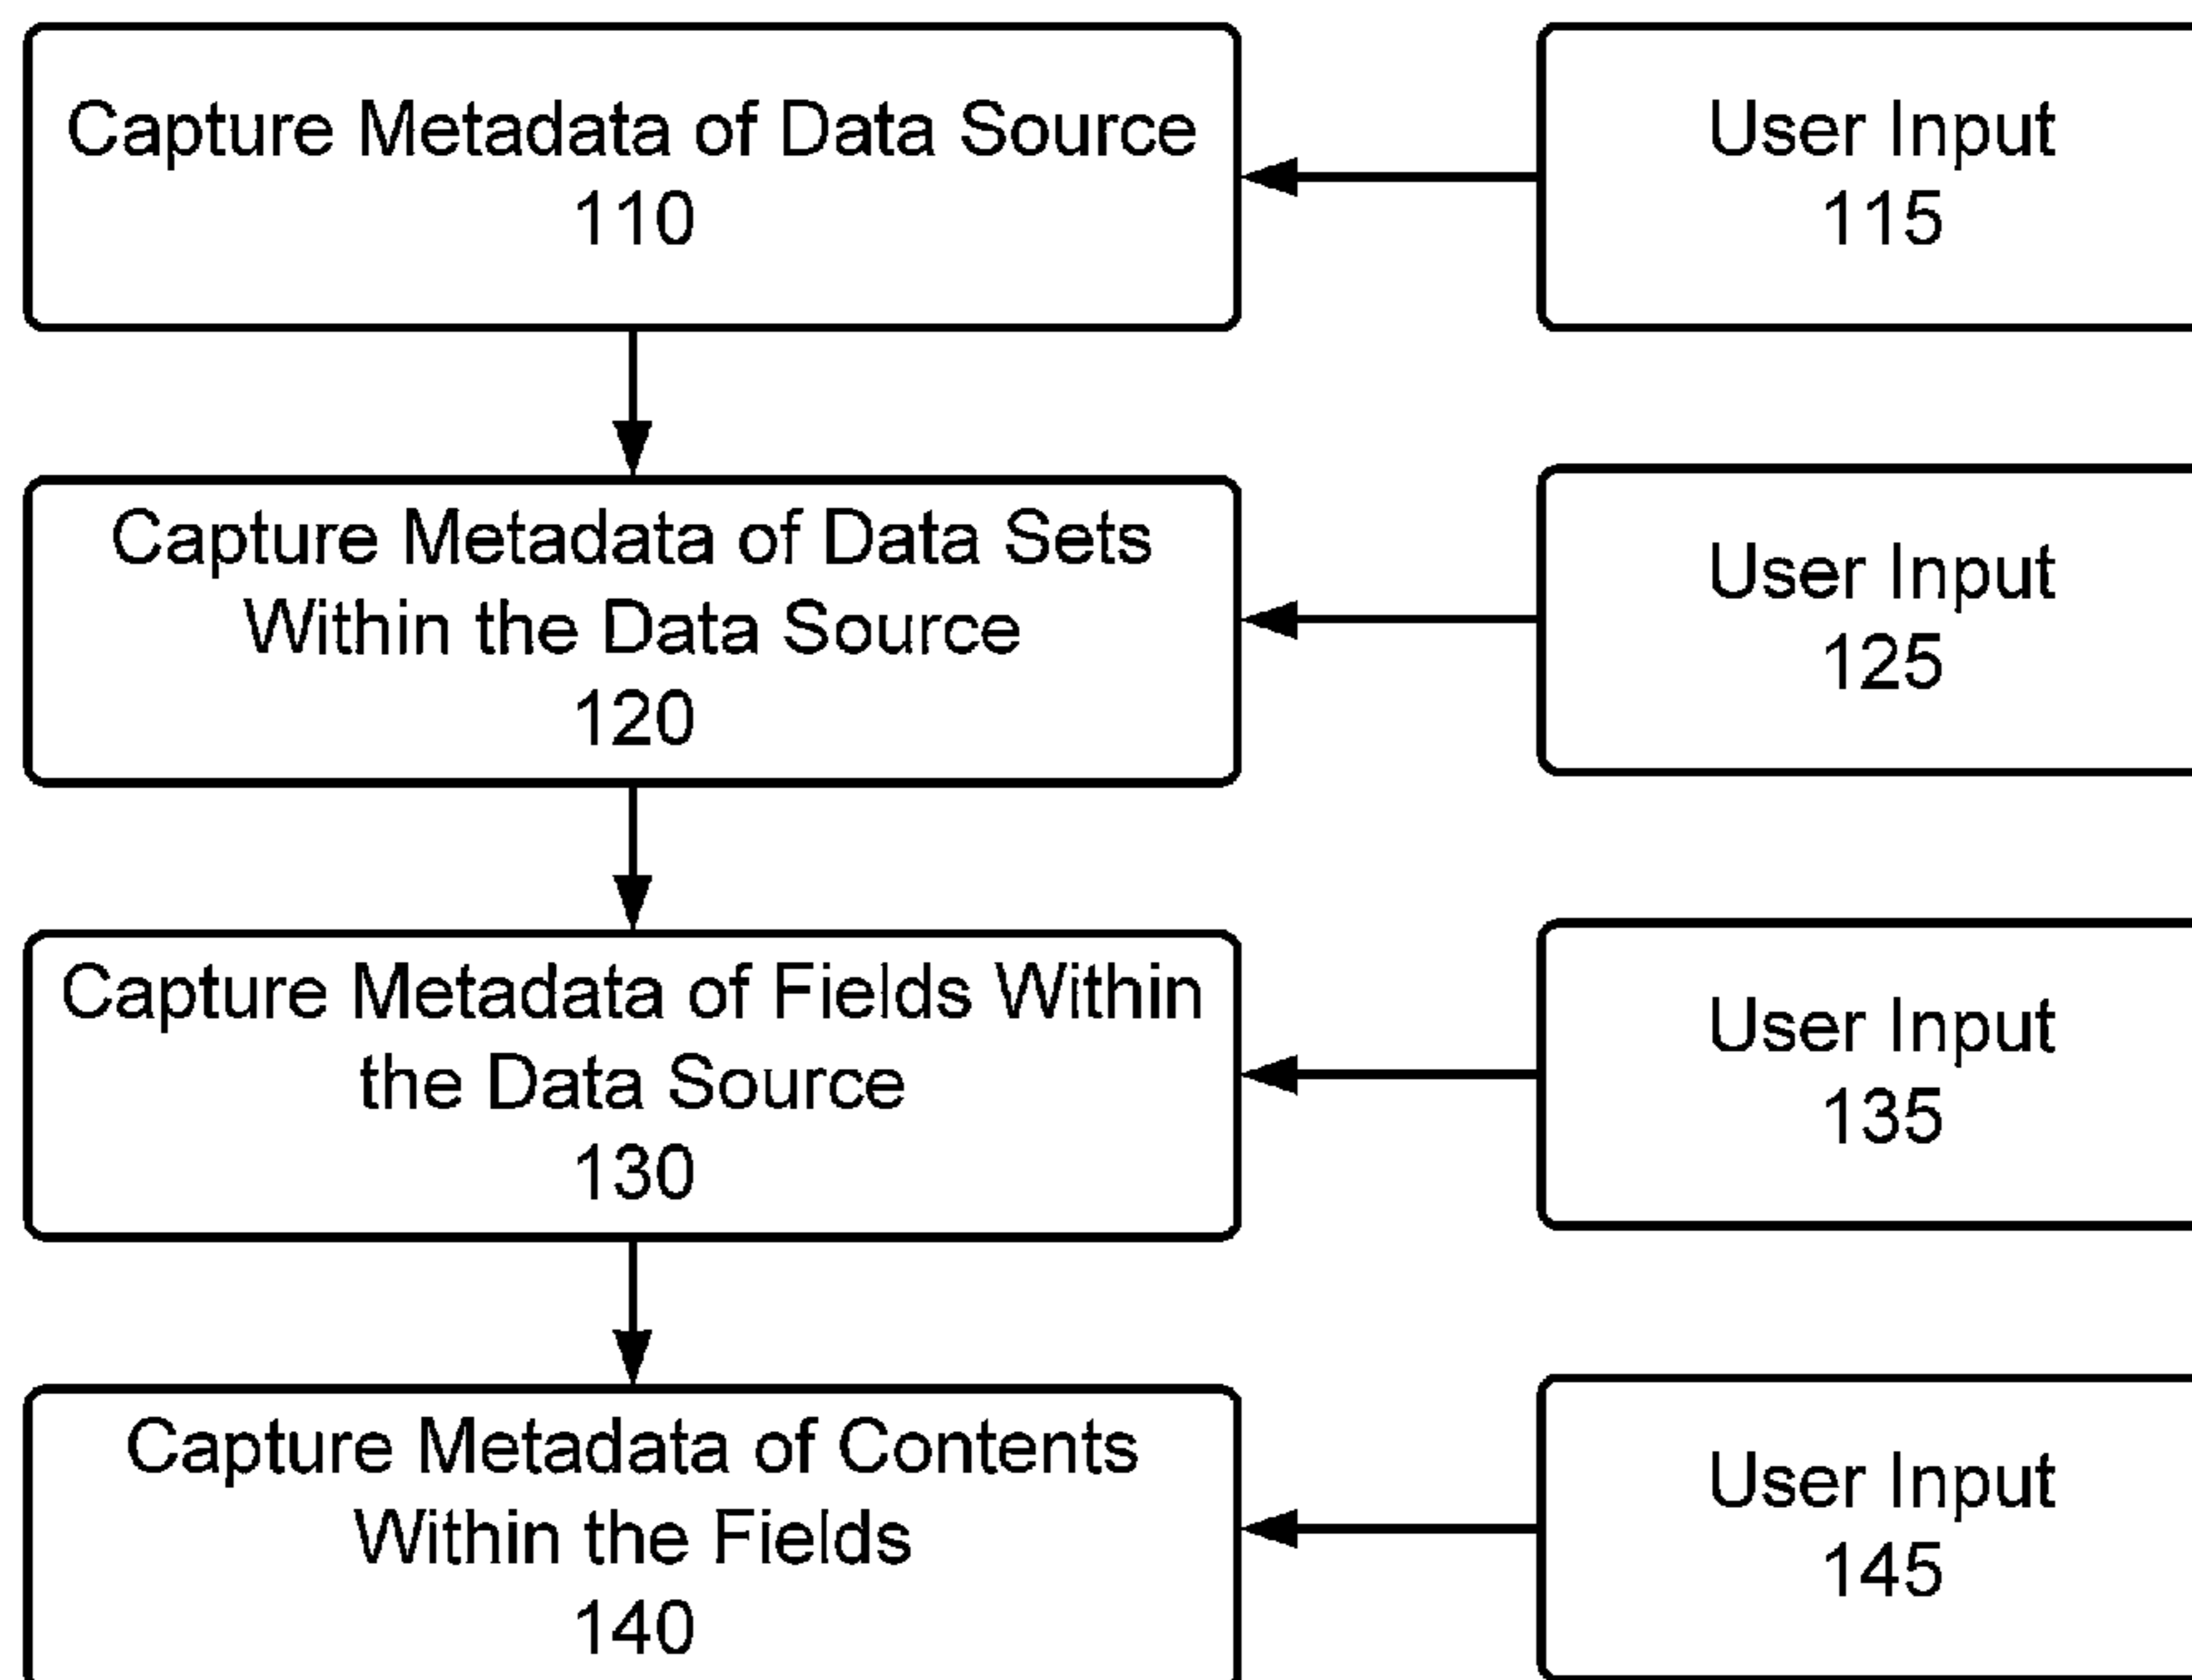 Capture Metadata of Data Source
110
User Input
115
Capture Metadata of Data Sets
Within the Data Source
120
User Input
125
Capture Metadata of Fields Within
the Data Source
130
User Input
135
Capture Metadata of Contents
Within the Fields
140
User Input
145